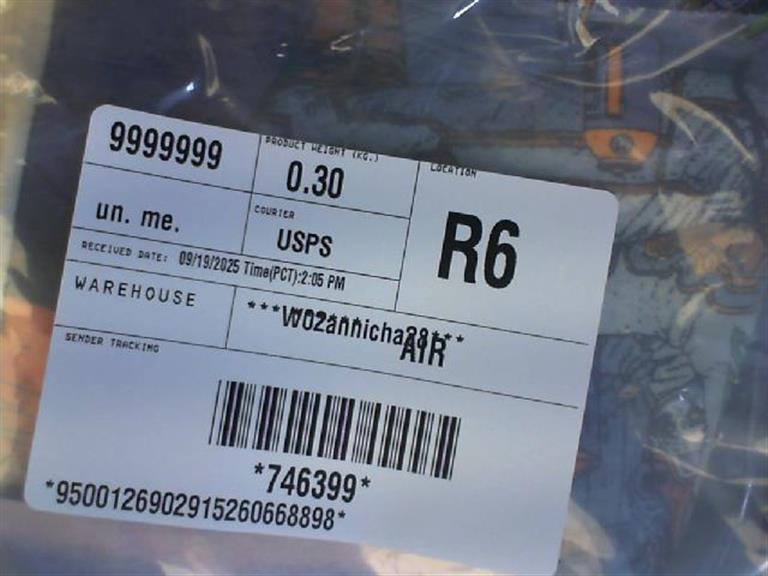 9999999
PRODUCT WEIGHT (KG.)
0.30
LOCATION
R6
un. me.
COURIER
USPS
RECEIVED DATE: 09/19/2025 Time(PCT):2:05 PM
WAREHOUSE
AIR
SENDER TRACKING
*746399*
*9500126902915260668898*